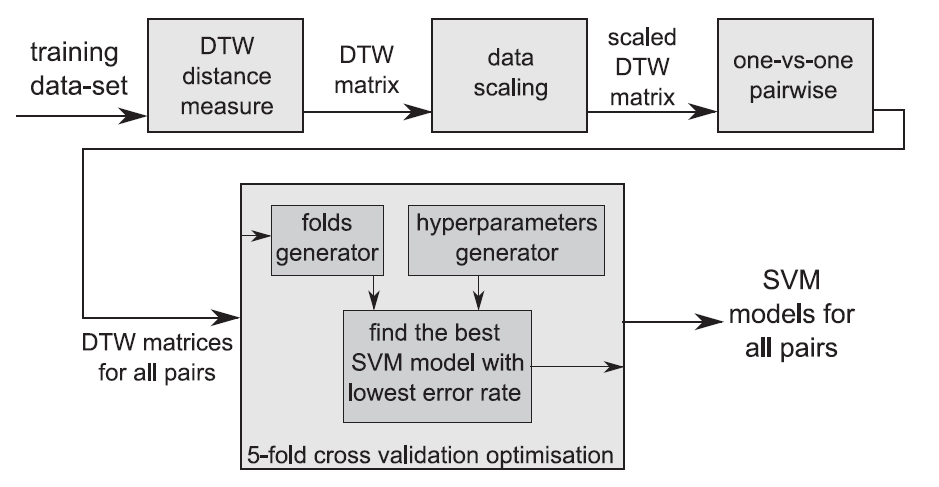 training
data-set
DTW
distance
measure
DTW
matrix
data
scaling
scaled
DTW
matrix
one-vs-one
pairwise
folds
generator
hyperparameters
generator
find the best
SVM model with
lowest error rate
5-fold cross validation optimisation
DTW matrices
for all pairs
SVM
models for
all pairs